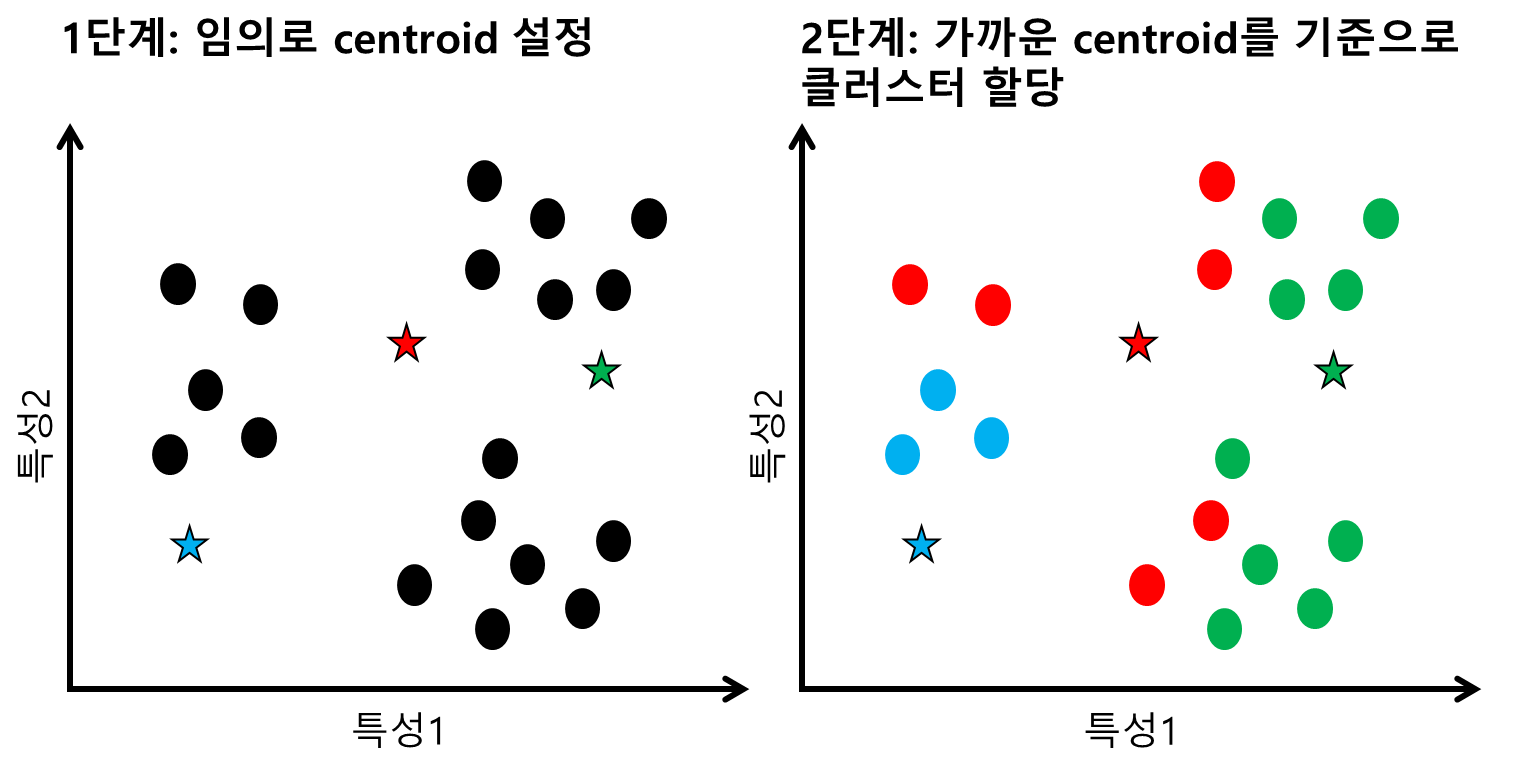 1단계: 임의로 centroid 설정
특성2
특성1
2단계: 가까운 centroid를 기준으로
클러스터 할당
특성2
특성1